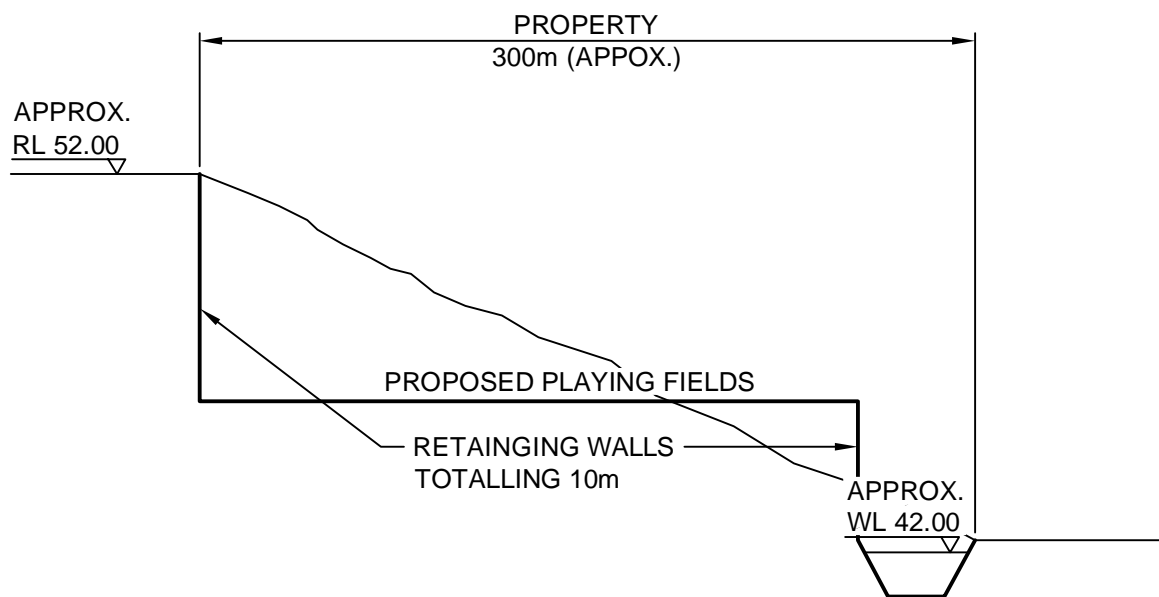 PROPERTY
300m (APPOX.)
APPROX.
RL 52.00
PROPOSED PLAYING FIELDS
RETAINGING WALLS
TOTALLING 10m
APPROX.
WL 42.00